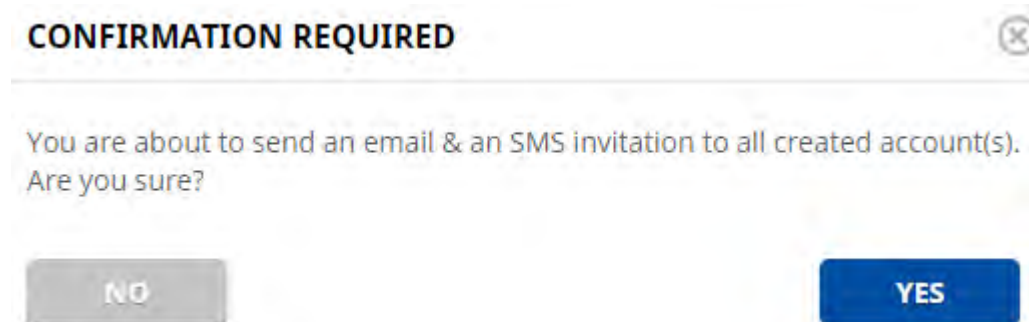 CONFIRMATION REQUIRED
You are about to send an email & an SMS invitation to all created account(s).
Are you sure?
NO
YES